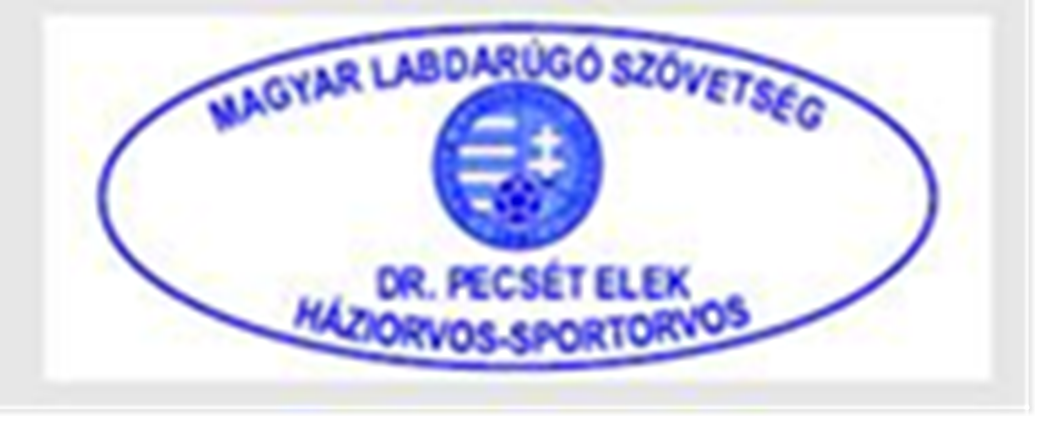 MAGYAR LABDARÚGÓ SZÖVETSÉG
DR. PECSÉT ELEK
HÁZIORVOS-SPORTORVOS